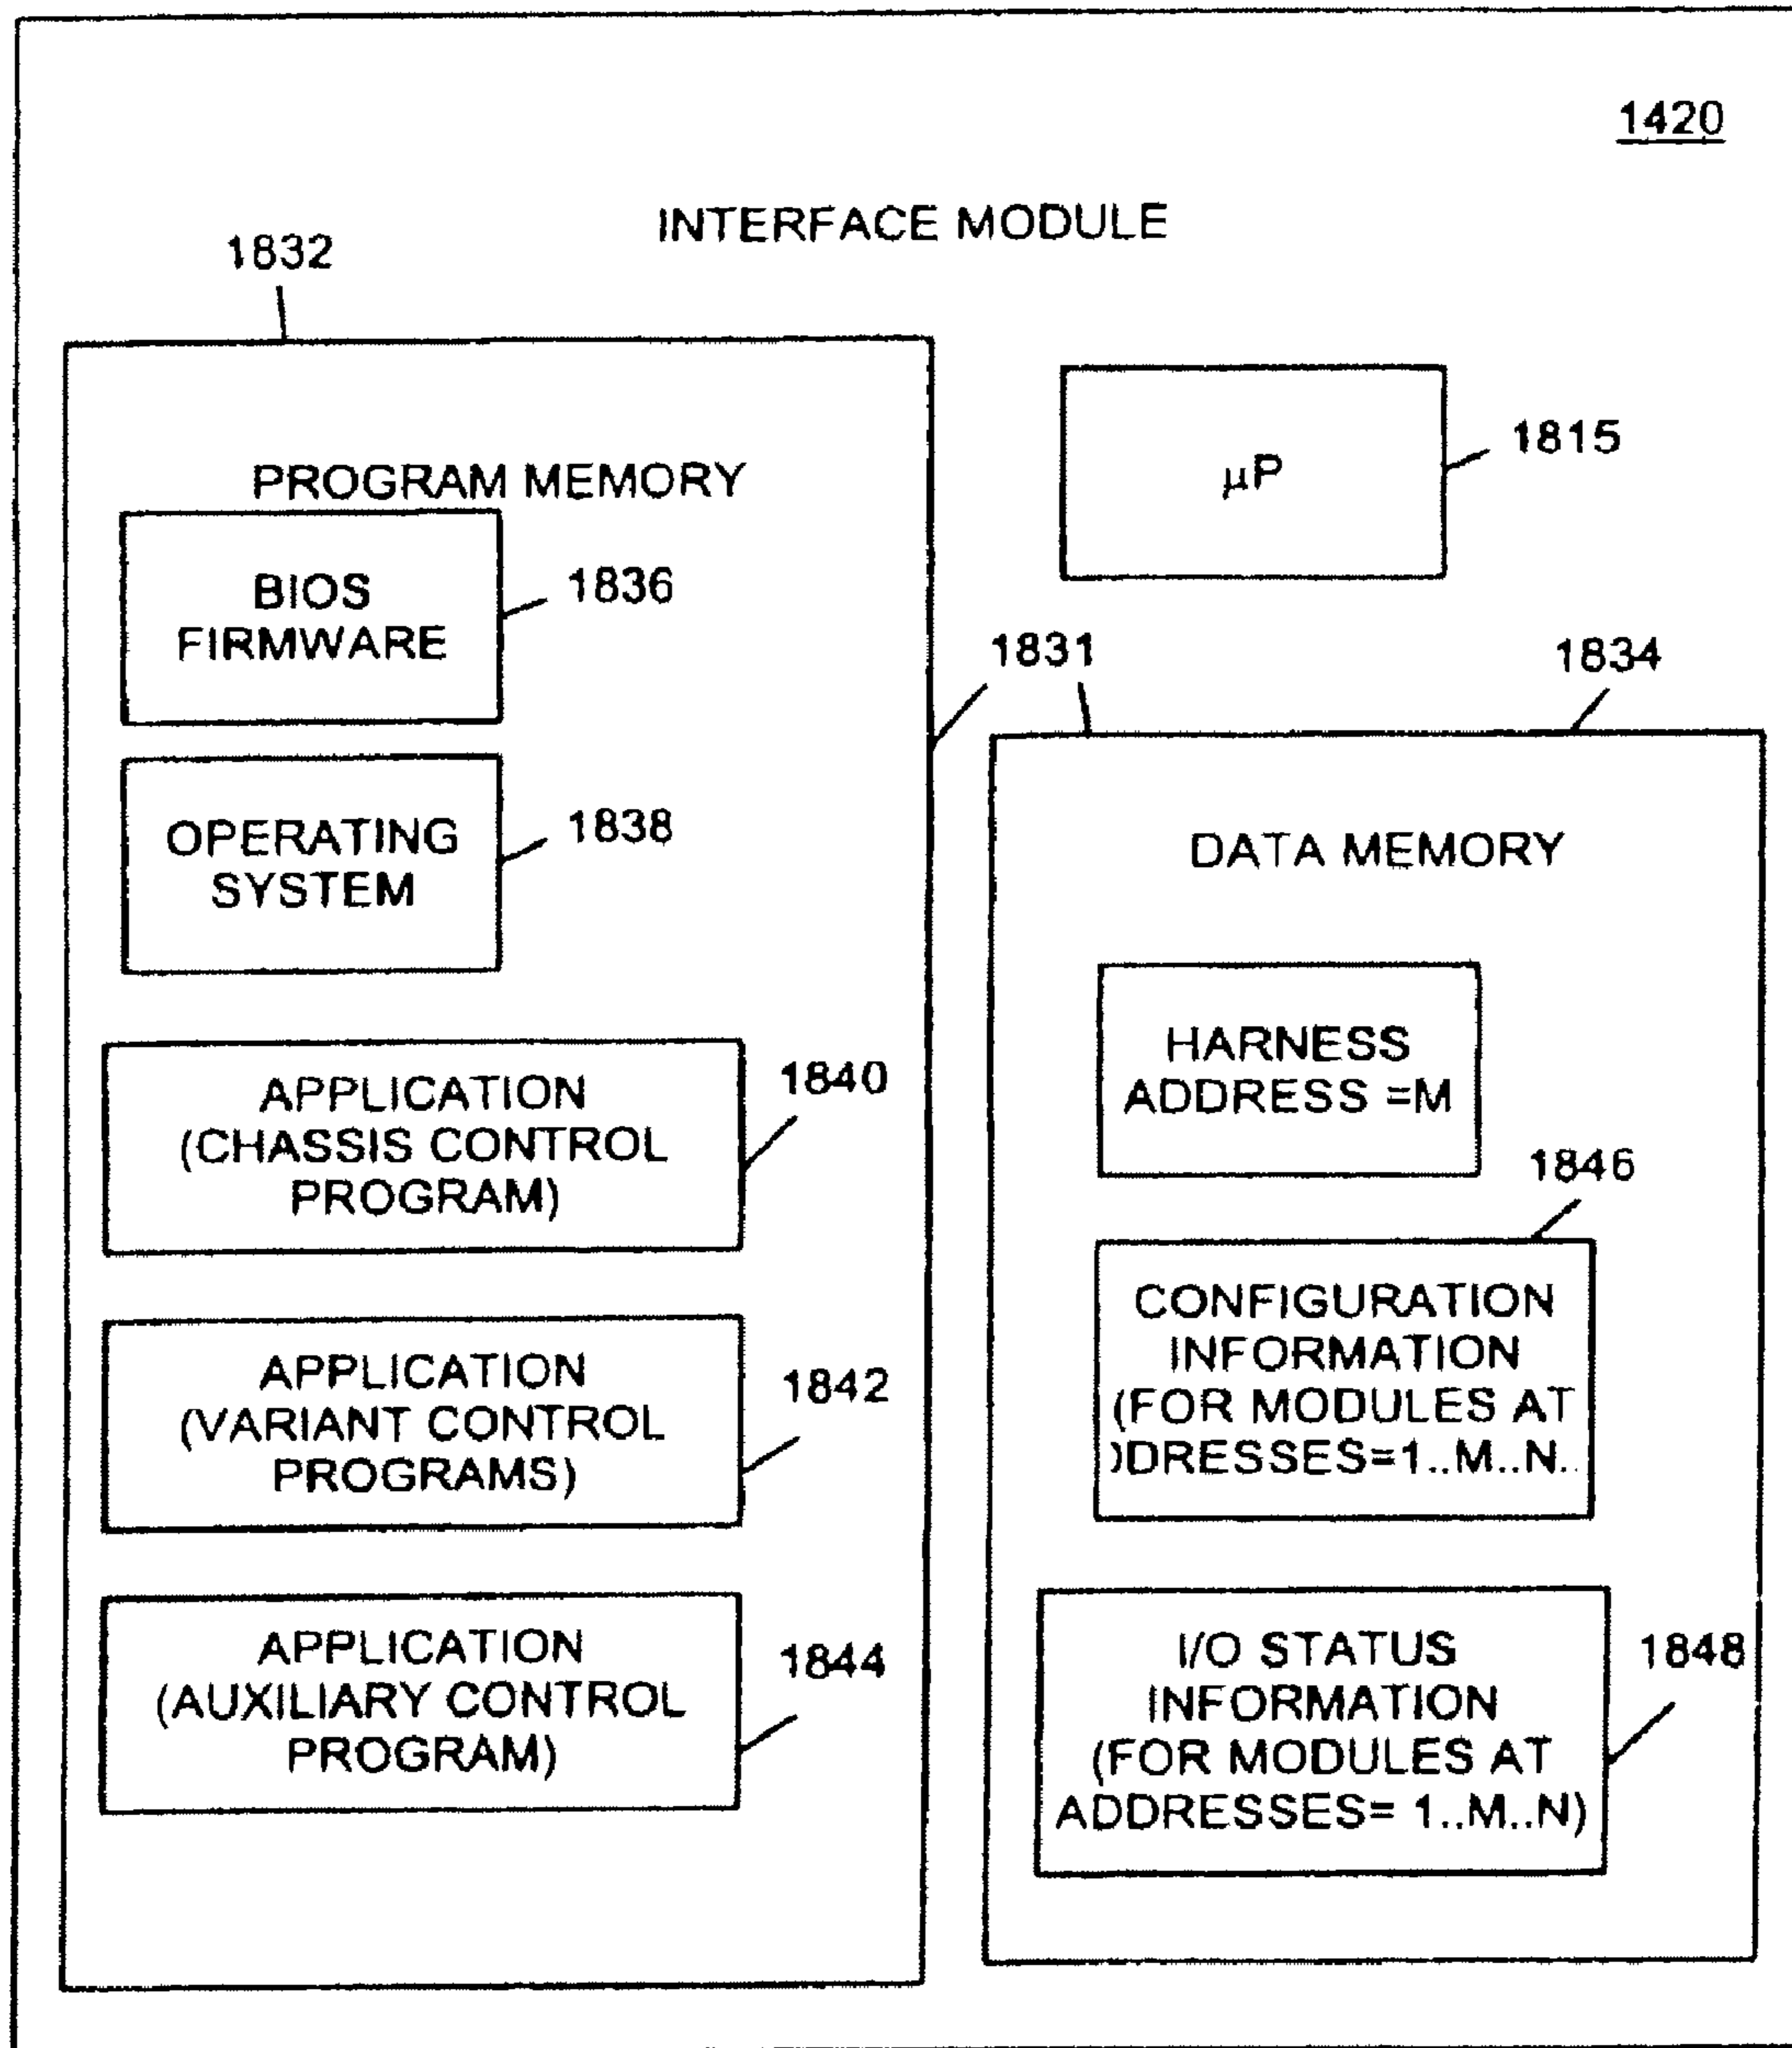 1420
INTERFACE MODULE
1832
PROGRAM MEMORY
BIOS
FIRMWARE
1836
OPERATING
SYSTEM
1838
APPLICATION
(CHASSIS CONTROL
PROGRAM)
1840
APPLICATION
(VARIANT CONTROL
PROGRAMS)
1842
APPLICATION
(AUXILIARY CONTROL
PROGRAM)
1844
µP
1815
1831
1834
DATA MEMORY
HARNESS
ADDRESS =M
1846
CONFIGURATION
INFORMATION
(FOR MODULES AT
DRESSES=1..M..N..
I/O STATUS
INFORMATION
(FOR MODULES AT
ADDRESSES= 1..M..N)
1848